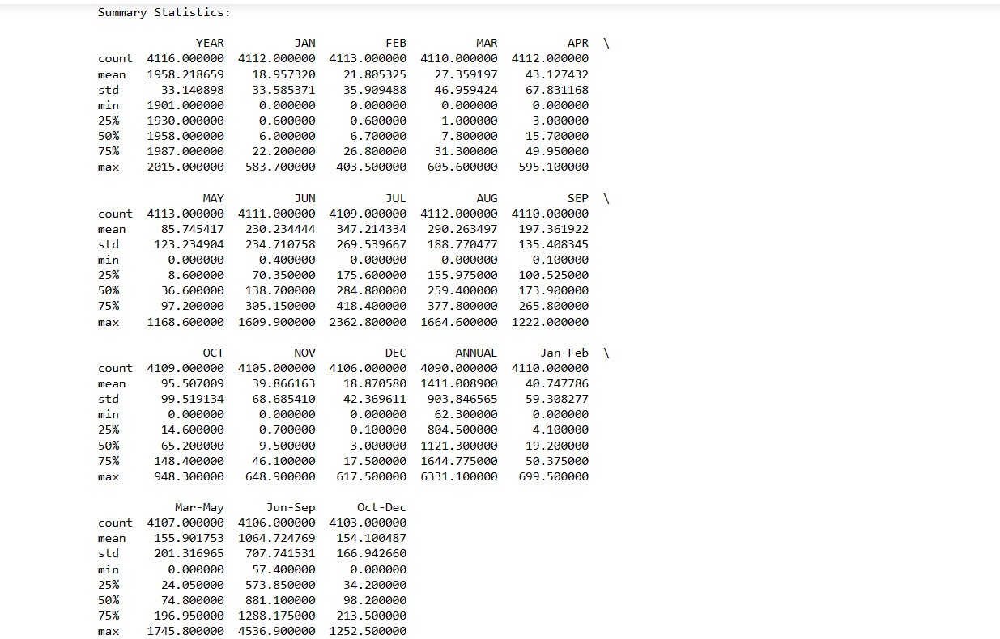 Summary Statistics:
YEAR JAN FEB MAR APR \
count 4116.000000 4112.000000 4113.000000 4110.000000 4112.000000
mean 1958.218659 18.957320 21.805325 27.359197 43.127432
std 33.140898 33.585371 35.909488 46.959424 67.831168
min 1901.000000 0.000000 0.000000 0.000000 0.000000
25% 1930.000000 0.600000 0.600000 1.000000 3.000000
50% 1958.000000 6.000000 6.700000 7.800000 15.700000
75% 1987.000000 22.200000 26.800000 31.300000 49.950000
max 2015.000000 583.700000 403.500000 605.600000 595.100000
MAY JUN JUL AUG SEP \
count 4113.000000 4111.000000 4109.000000 4112.000000 4110.000000
mean 85.745417 230.234444 347.214334 290.263497 197.361922
std 123.234904 234.710758 269.539667 188.770477 135.408345
min 0.000000 0.400000 0.000000 0.000000 0.100000
25% 8.600000 70.350000 175.600000 155.975000 100.525000
50% 36.600000 138.700000 284.800000 259.400000 173.900000
75% 97.200000 305.150000 418.400000 377.800000 265.800000
max 1168.600000 1609.900000 2362.800000 1664.600000 1222.000000
OCT NOV DEC ANNUAL Jan-Feb \
count 4109.000000 4105.000000 4106.000000 4090.000000 4110.000000
mean 95.507009 39.866163 18.870580 1411.008900 40.747786
std 99.519134 68.685410 42.369611 903.846565 59.308277
min 0.000000 0.000000 0.000000 62.300000 0.000000
25% 14.600000 0.700000 0.100000 804.500000 4.100000
50% 65.200000 9.500000 3.000000 1121.300000 19.200000
75% 148.400000 46.100000 17.500000 1644.775000 50.375000
max 948.300000 648.900000 617.500000 6331.100000 699.500000
Mar-May Jun-Sep Oct-Dec
count 4107.000000 4106.000000 4103.000000
mean 155.901753 1064.724769 154.100487
std 201.316965 707.741531 166.942660
min 0.000000 57.400000 0.000000
25% 24.050000 573.850000 34.200000
50% 74.800000 881.100000 98.200000
75% 196.950000 1288.175000 213.500000
max 1745.800000 4536.900000 1252.500000